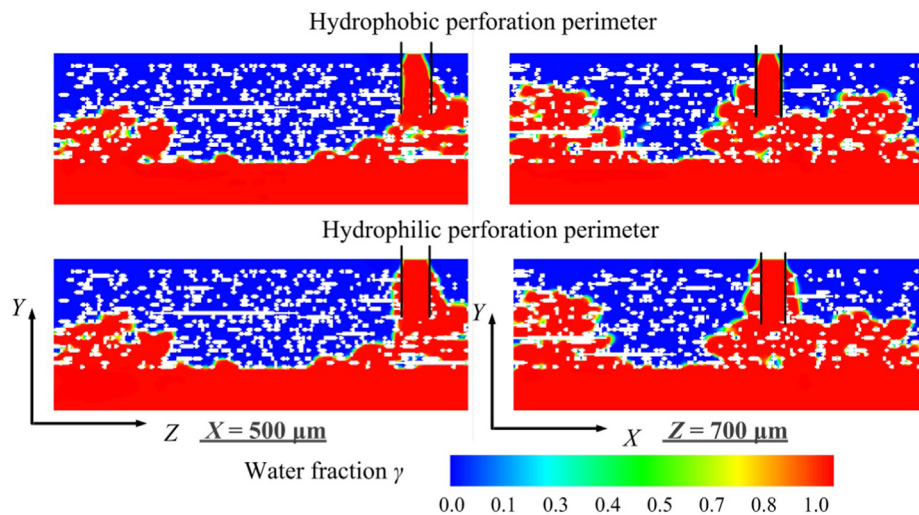 Hydrophobic perforation perimeter
Hydrophilic perforation perimeter
Y
Y
Z
X = 500 μm
X
Z = 700 μm
Water fraction γ
0.0 0.1 0.3 0.4 0.5 0.7 0.8 1.0